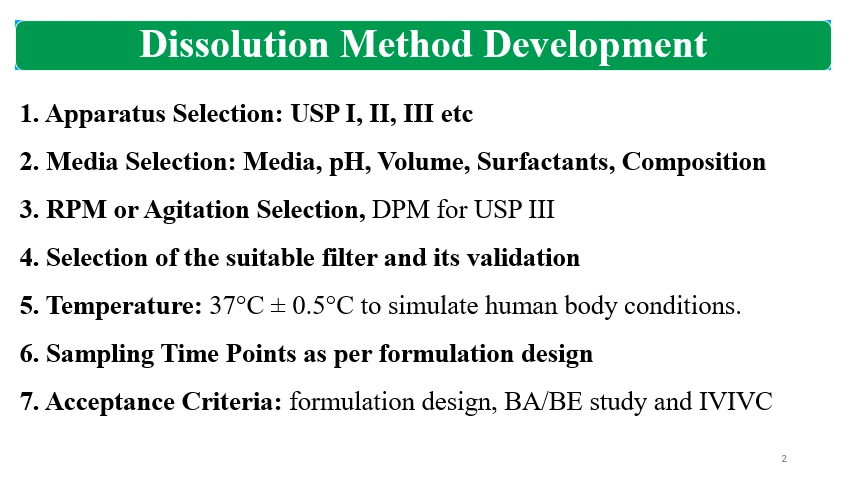 Dissolution Method Development
1. Apparatus Selection: USP I, II, III etc
2. Media Selection: Media, pH, Volume, Surfactants, Composition
3. RPM or Agitation Selection, DPM for USP III
4. Selection of the suitable filter and its validation
5. Temperature: 37°C ± 0.5°C to simulate human body conditions.
6. Sampling Time Points as per formulation design
7. Acceptance Criteria: formulation design, BA/BE study and IVIVC
2